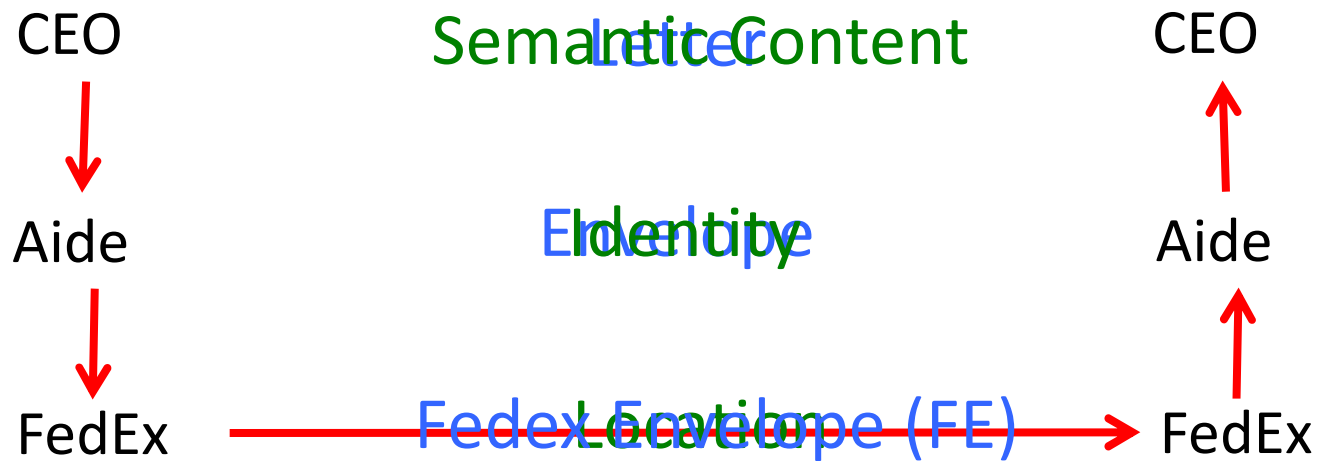 CEO
Semantic Content
Letter
CEO
Aide
Envelope
Identity
Aide
FedEx
Fedex Envelope (FE)
Location
FedEx